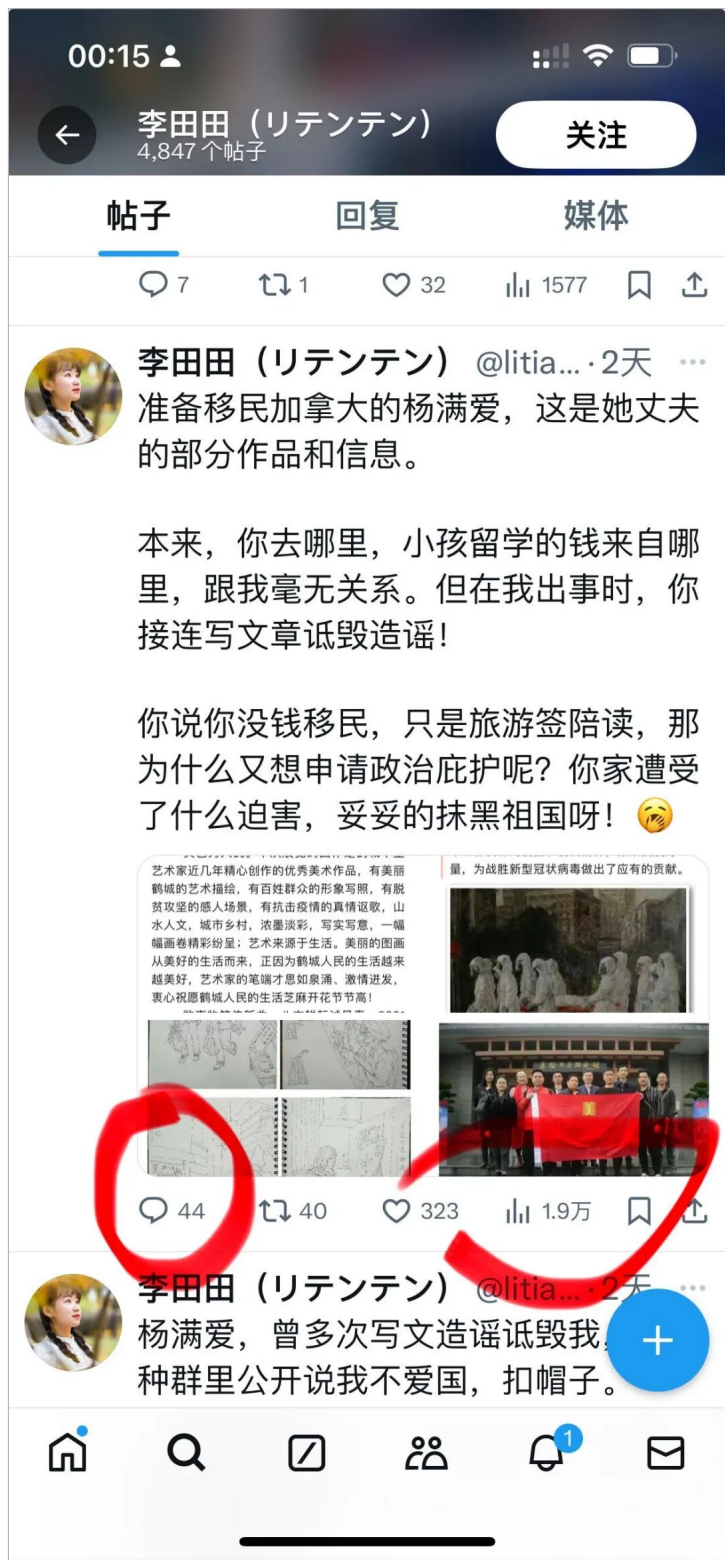 00:15
李田田（リテンテン）
4,847 个帖子
关注
帖子
回复
媒体
7
1
32
1577
李田田（リテンテン） @litia... · 2天
准备移民加拿大的杨满爱，这是她丈夫
的部分作品和信息。
本来，你去哪里，小孩留学的钱来自哪
里，跟我毫无关系。但在我出事时，你
接连写文章诋毁造谣！
你说你没钱移民，只是旅游签陪读，那
为什么又想申请政治庇护呢？你家遭受
了什么迫害，妥妥的抹黑祖国呀！🥱
艺术家近几年精心创作的优秀美术作品，有美丽
鹤城的艺术描绘，有百姓群众的形象写照，有脱
贫攻坚的感人场景，有抗击疫情的真情讴歌，山
水人文，城市乡村，浓墨淡彩，写实写意，一幅
幅画卷精彩纷呈；艺术来源于生活。美丽的图画
从美好的生活而来，正因为鹤城人民的生活越来
越美好，艺术家的笔端才思如泉涌、激情迸发，
衷心祝愿鹤城人民的生活芝麻开花节节高！
量，为战胜新型冠状病毒做出了应有的贡献。
44
40
323
1.9万
李田田（リテンテン） @litia... · 2天
杨满爱，曾多次写文造谣诋毁我，
种群里公开说我不爱国，扣帽子。
1